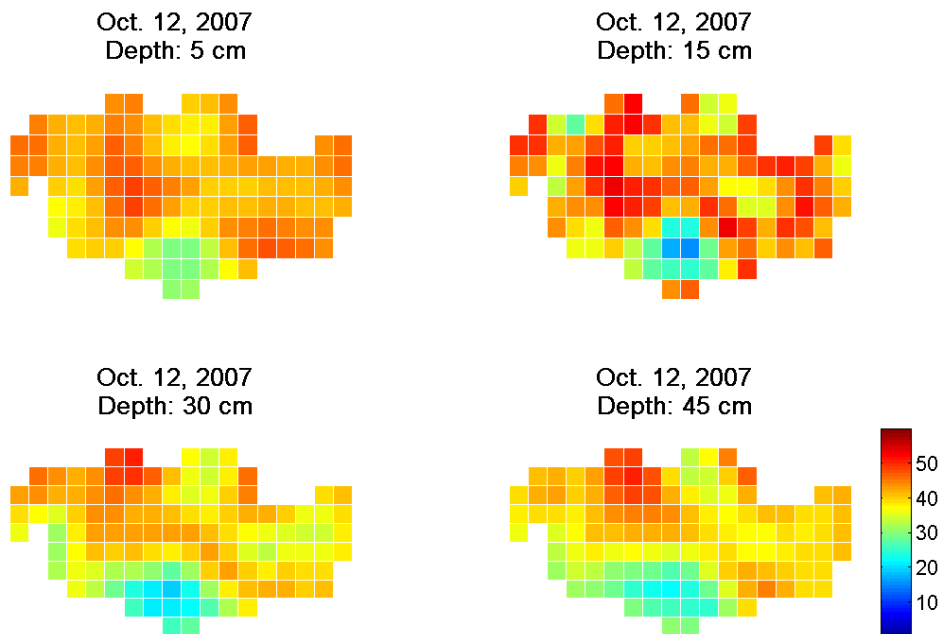 Oct. 12, 2007
Depth: 5 cm
Oct. 12, 2007
Depth: 15 cm
Oct. 12, 2007
Depth: 30 cm
Oct. 12, 2007
Depth: 45 cm
50
40
30
20
10